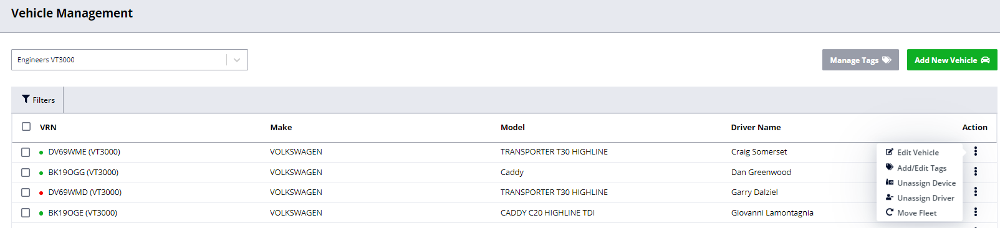 Vehicle Management
Engineers VT3000
Manage Tags
Add New Vehicle
Filters
VRN Make Model Driver Name Action
DV69WME (VT3000) VOLKSWAGEN TRANSPORTER T30 HIGHLINE Craig Somerset
BK19OGG (VT3000) VOLKSWAGEN Caddy Dan Greenwood
DV69WMD (VT3000) VOLKSWAGEN TRANSPORTER T30 HIGHLINE Garry Dalziel
BK19OGE (VT3000) VOLKSWAGEN CADDY C20 HIGHLINE TDI Giovanni Lamontagnia
Edit Vehicle
Add/Edit Tags
Unassign Device
Unassign Driver
Move Fleet